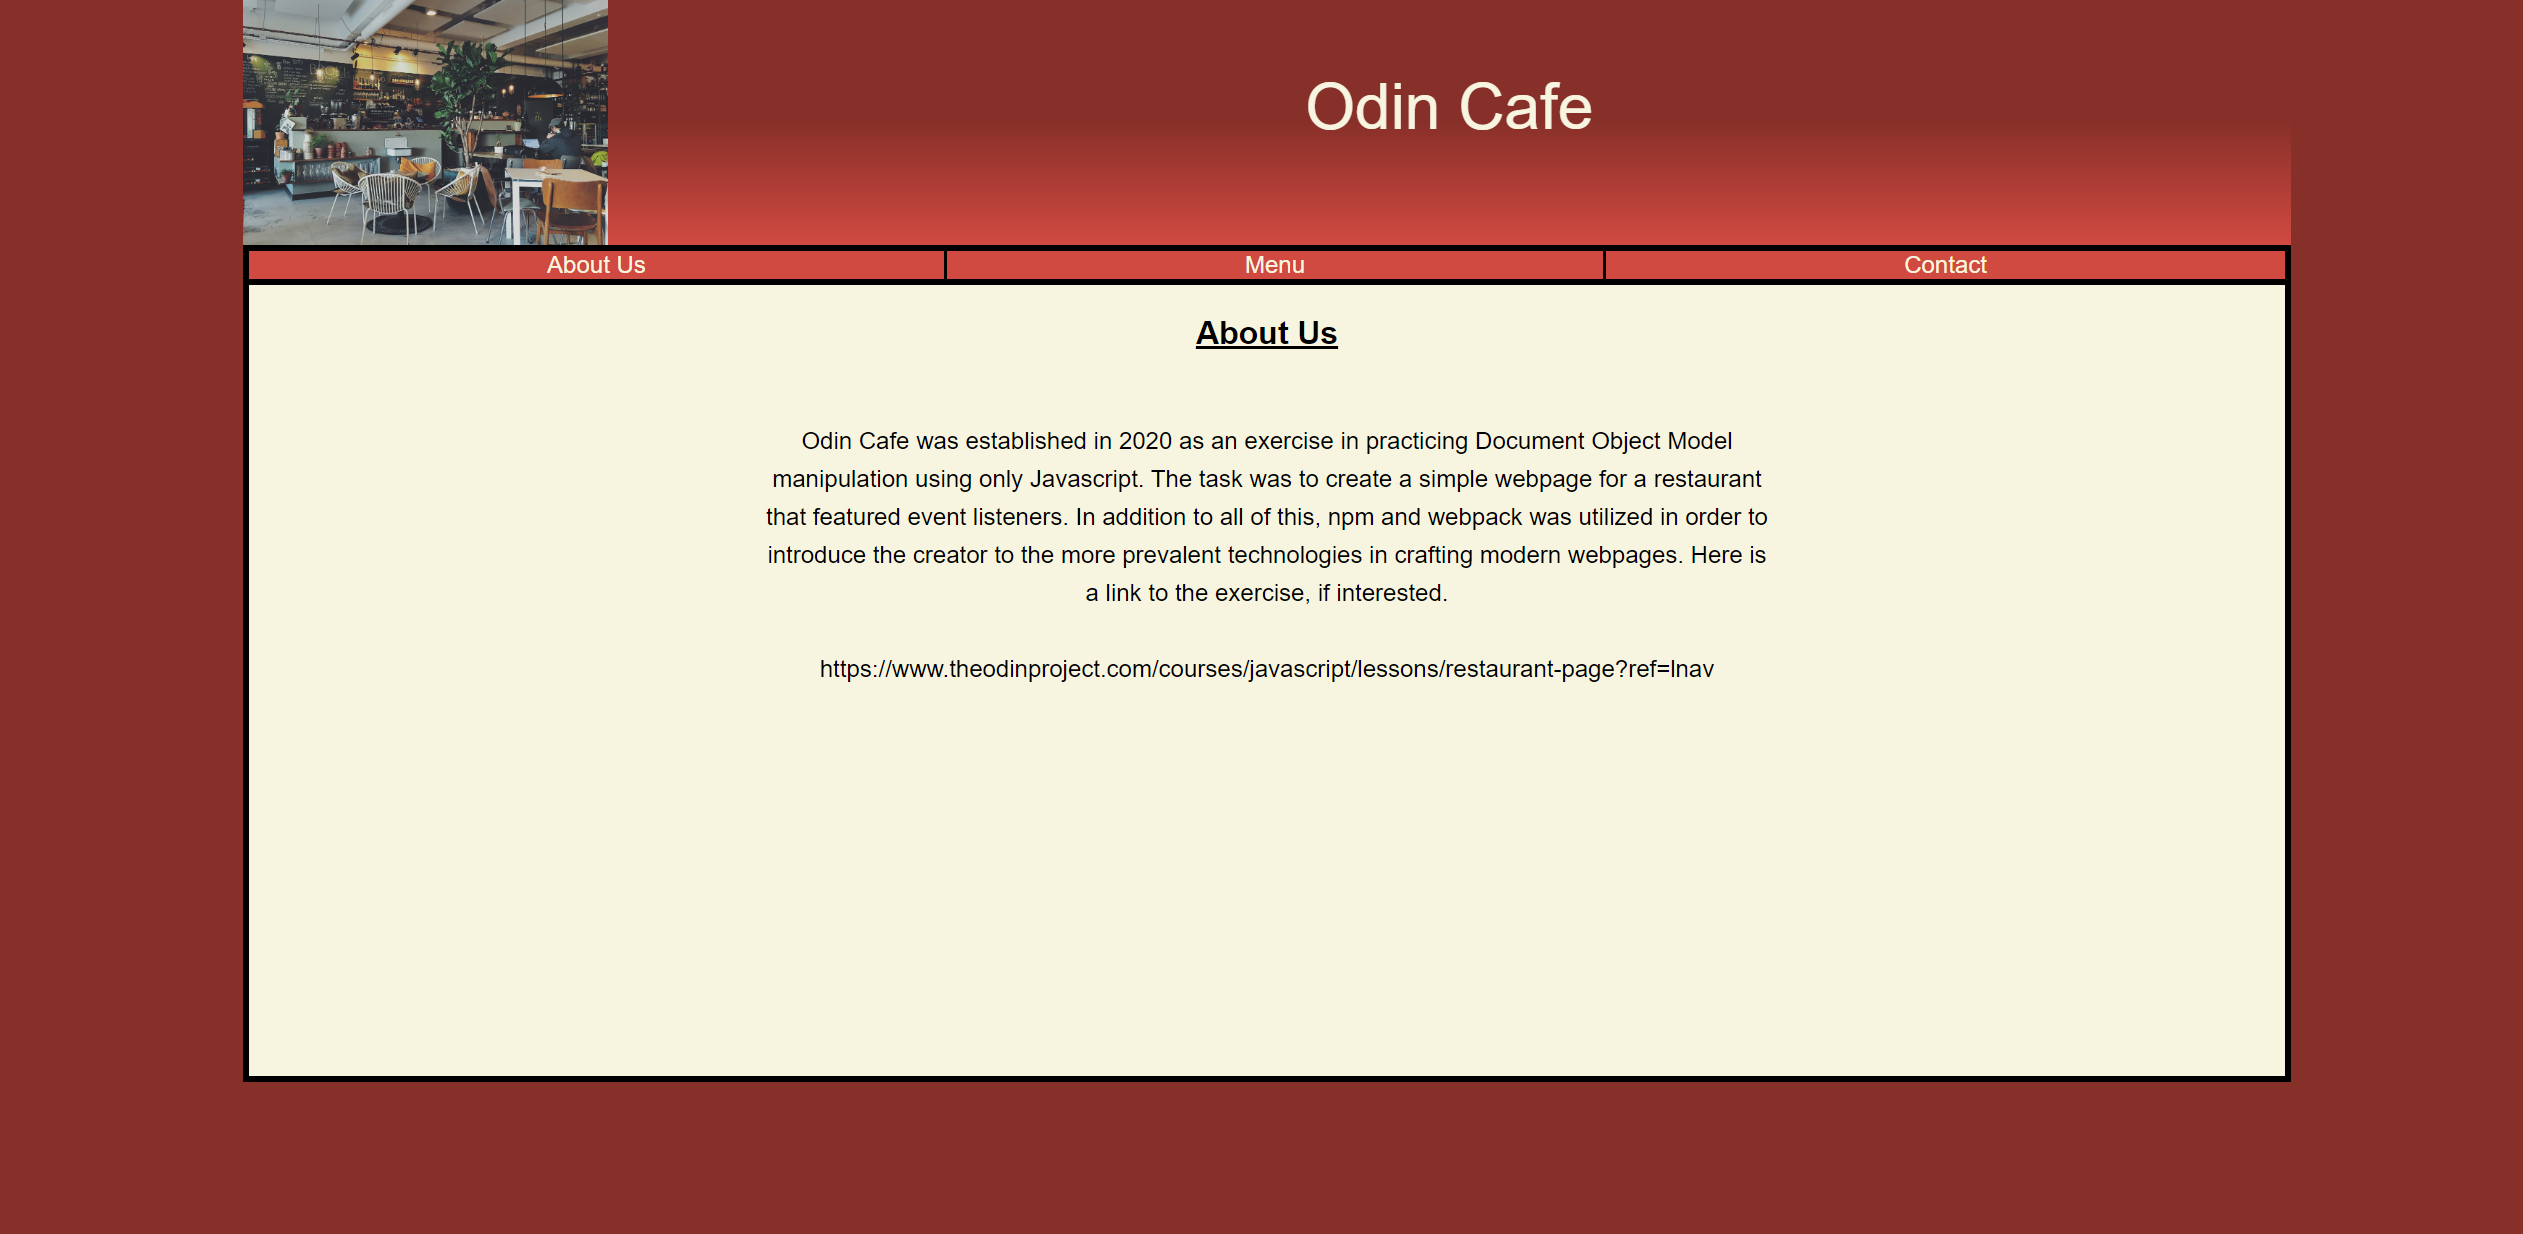 Odin Cafe
About Us
Menu
Contact
About Us
Odin Cafe was established in 2020 as an exercise in practicing Document Object Model
manipulation using only Javascript. The task was to create a simple webpage for a restaurant
that featured event listeners. In addition to all of this, npm and webpack was utilized in order to
introduce the creator to the more prevalent technologies in crafting modern webpages. Here is
a link to the exercise, if interested.
https://www.theodinproject.com/courses/javascript/lessons/restaurant-page?ref=lnav